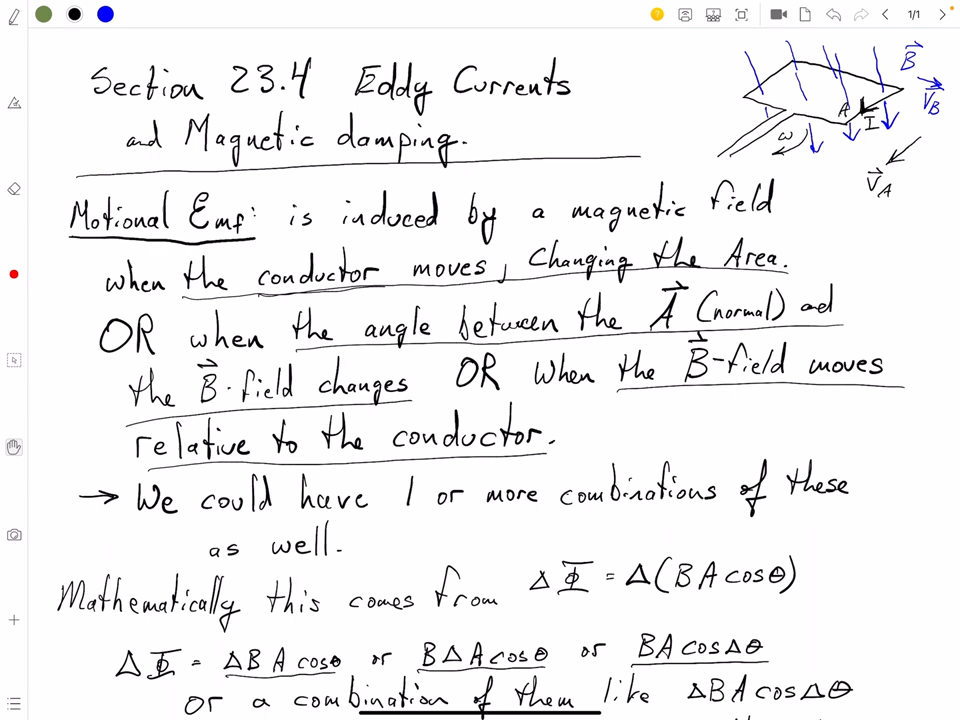 1/1
Section 23.4 Eddy Currents
and Magnetic damping.
B
V_B
A
I
ω
V_A
Motional Emf: is induced by a magnetic field
when the conductor moves, changing the Area.
OR when the angle between the A (normal) and
the B-field changes OR when the B-field moves
relative to the conductor.
→ We could have 1 or more combinations of these
as well.
Mathematically this comes from ΔΦ = Δ(BA cosθ)
ΔΦ = ΔB A cosθ or BΔA cosθ or BA cosΔθ
or a combination of them like ΔBA cosΔθ